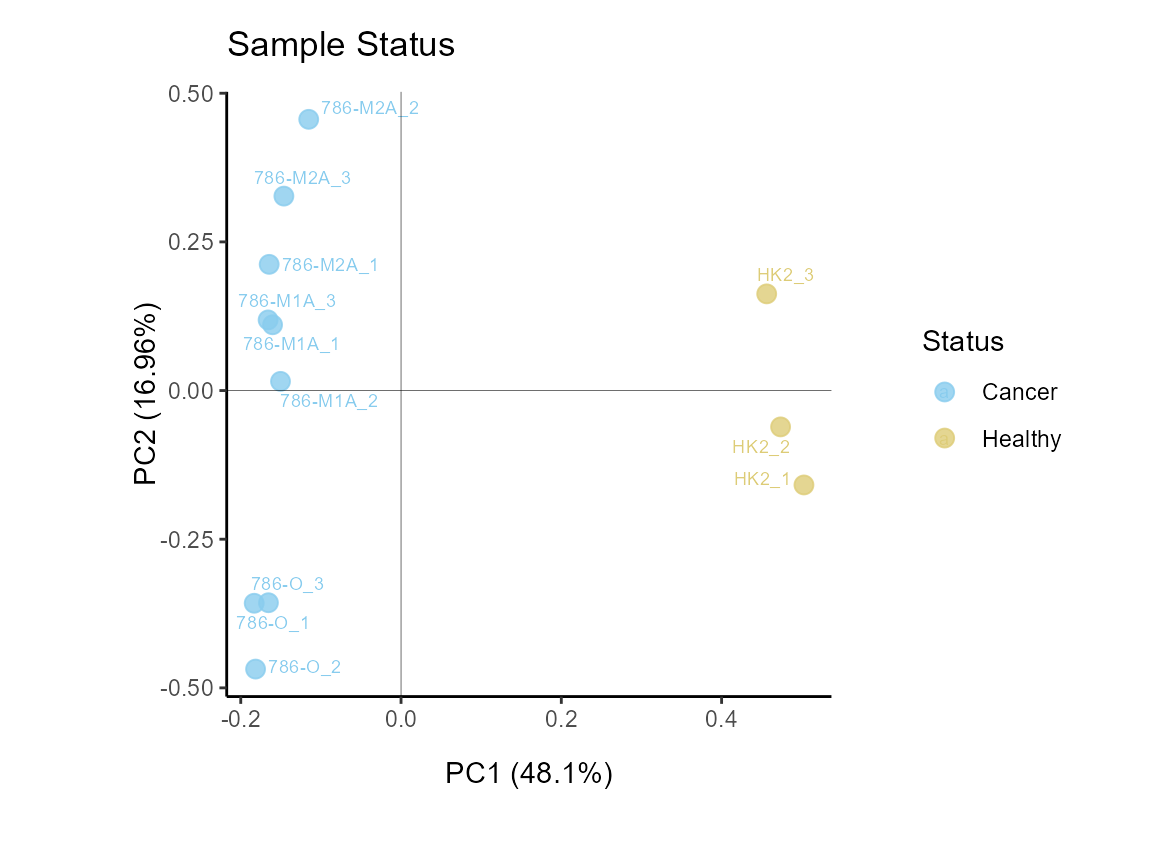 Sample Status
0.50
0.25
0.00
-0.25
-0.50
PC2 (16.96%)
786-M2A_2
786-M2A_3
786-M2A_1
786-M1A_3
786-M1A_1
786-M1A_2
HK2_3
HK2_2
HK2_1
786-O_3
786-O_1
786-O_2
-0.2
0.0
0.2
0.4
PC1 (48.1%)
Status
a Cancer
a Healthy